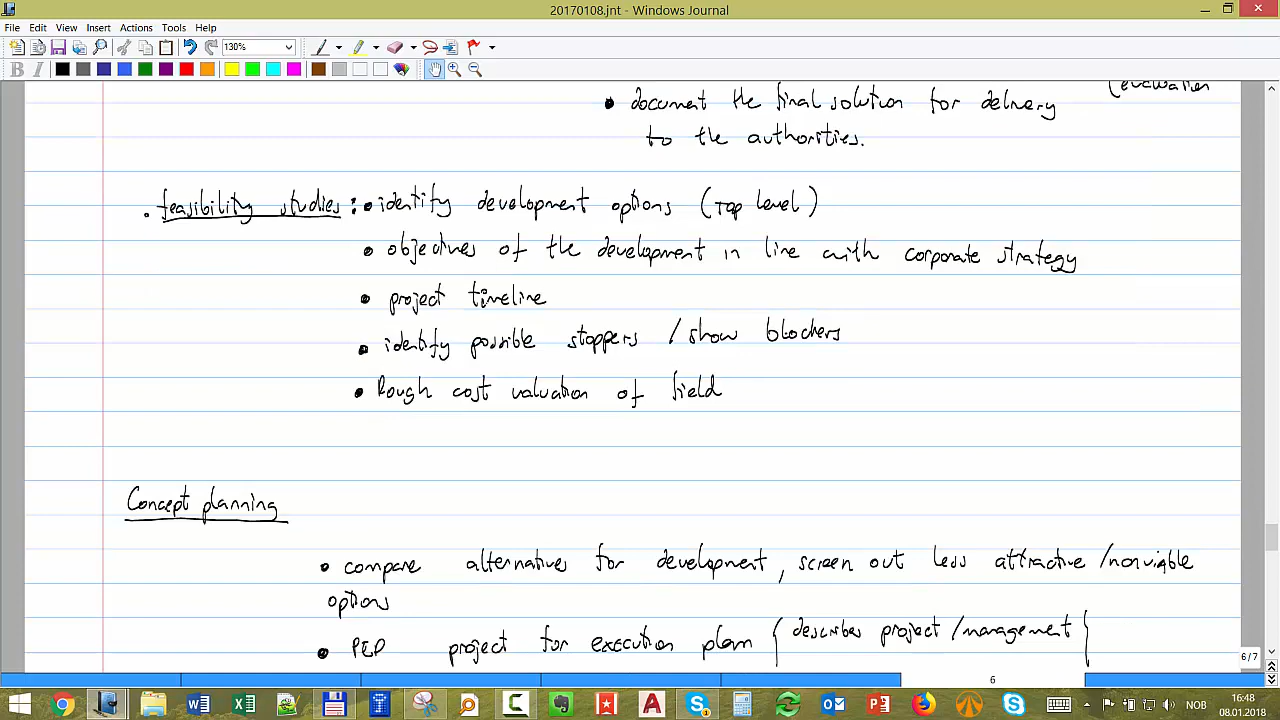 20170108.jnt - Windows Journal
File Edit View Insert Actions Tools Help
130%
B I
(evaluation
• document the final solution for delivery
to the authorities.
. feasibility studies : • identify development options (Top level)
• objectives of the development in line with corporate strategy
• project timeline
• identify possible stoppers / show blockers
• Rough cost valuation of field
Concept planning
• compare alternative for development, screen out less attractive /nonviable
options
• PEP project for execution plan { describes project /management
6/7
6
NOB
16:48
08.01.2018